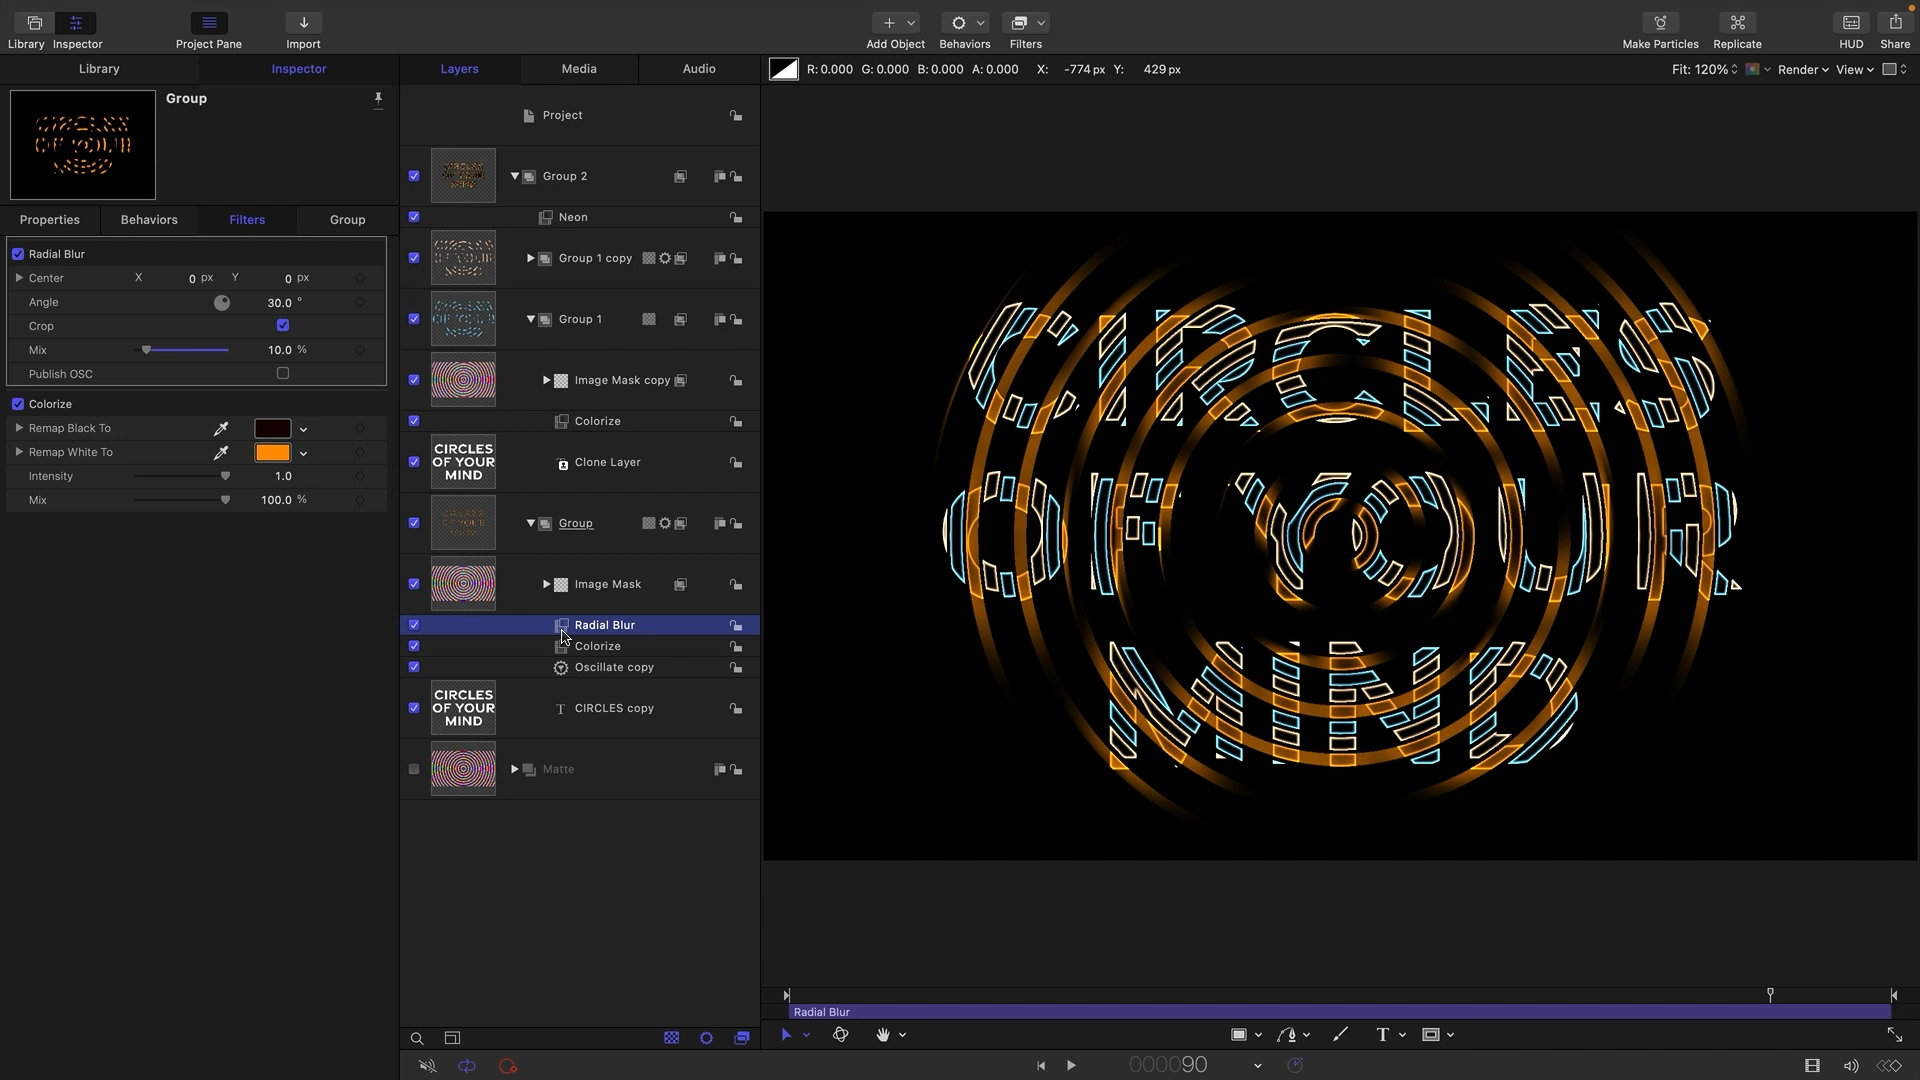 Library
Inspector
Project Pane
Import
Add Object
Behaviors
Filters
Make Particles
Replicate
HUD
Share
Library
Inspector
Layers
Media
Audio
R: 0.000 G: 0.000 B: 0.000 A: 0.000 X: -774 px Y: 429 px
Fit: 120%
Render
View
Group
Project
Properties
Behaviors
Filters
Group
Radial Blur
Center X 0 px Y 0 px
Angle 30.0 °
Crop
Mix 10.0 %
Publish OSC
Colorize
Remap Black To
Remap White To
Intensity 1.0
Mix 100.0 %
Group 2
Neon
Group 1 copy
Group 1
Image Mask copy
Colorize
CIRCLES
OF YOUR
MIND
Clone Layer
Group
Image Mask
Radial Blur
Colorize
Oscillate copy
CIRCLES
OF YOUR
MIND
T CIRCLES copy
Matte
CIRCLES
OF YOUR
MIND
Radial Blur
T
00000090